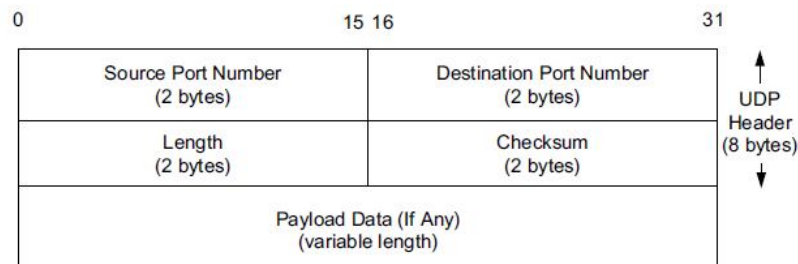 0
15 16
31
Source Port Number
(2 bytes)
Destination Port Number
(2 bytes)
Length
(2 bytes)
Checksum
(2 bytes)
UDP
Header
(8 bytes)
Payload Data (If Any)
(variable length)